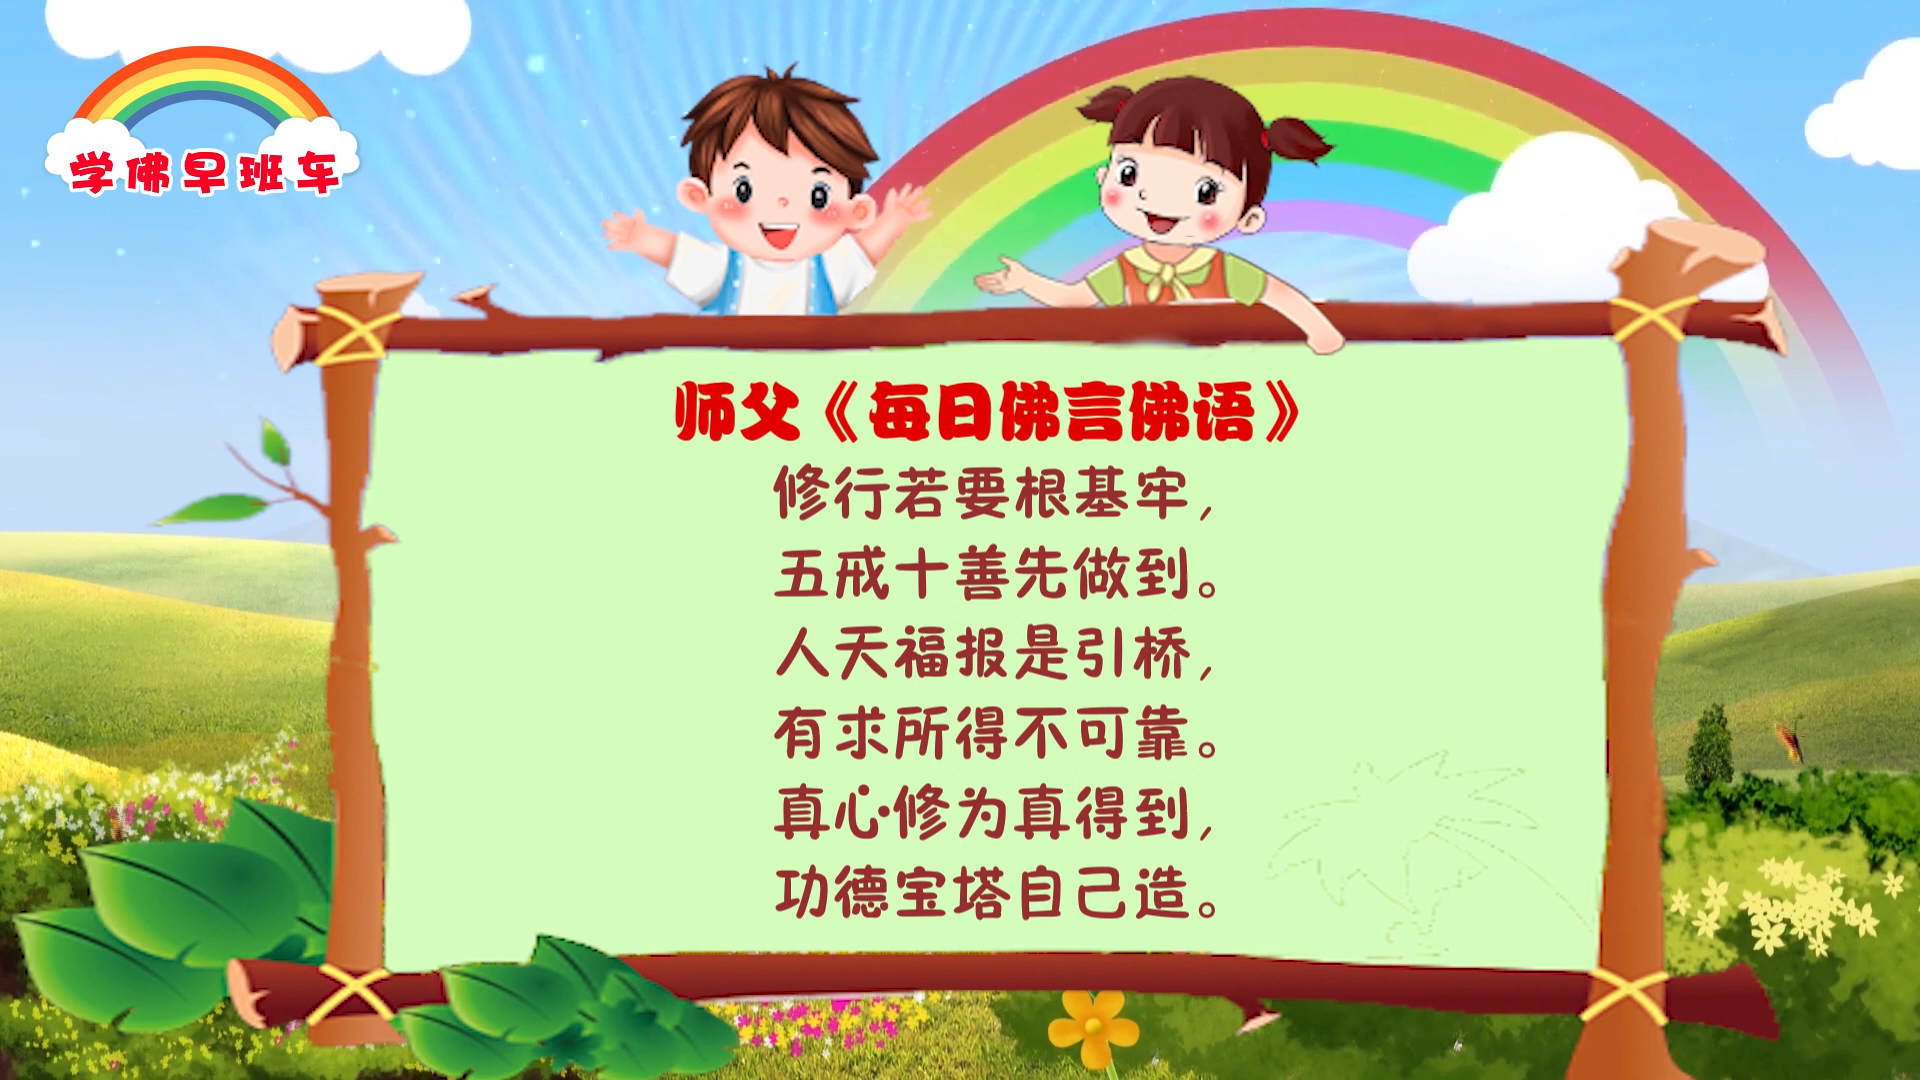 学佛早班车
师父《每日佛言佛语》
修行若要根基牢，
五戒十善先做到。
人天福报是引桥，
有求所得不可靠。
真心修为真得到，
功德宝塔自己造。